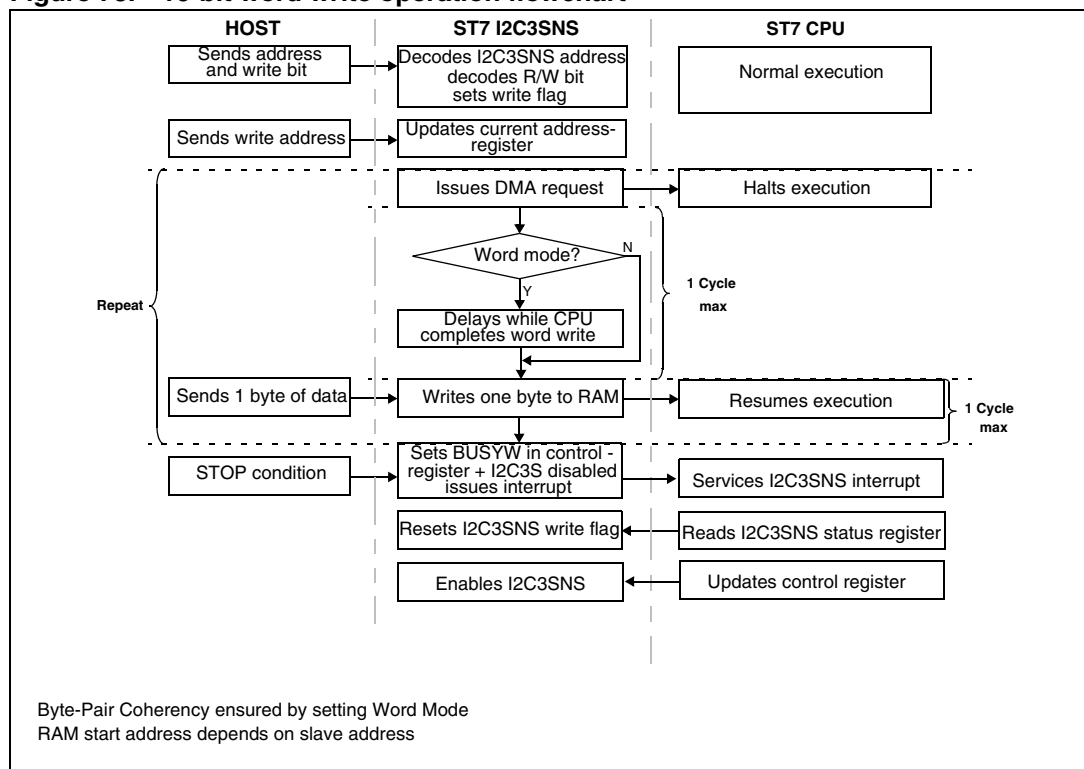 HOST
ST7 I2C3SNS
ST7 CPU
Sends address
and write bit
Decodes I2C3SNS address
decodes R/W bit
sets write flag
Normal execution
Sends write address
Updates current address-
register
Issues DMA request
Halts execution
Word mode?
N
Y
1 Cycle
max
Repeat
Delays while CPU
completes word write
Sends 1 byte of data
Writes one byte to RAM
Resumes execution
1 Cycle
max
STOP condition
Sets BUSYW in control -
register + I2C3S disabled
issues interrupt
Services I2C3SNS interrupt
Resets I2C3SNS write flag
Reads I2C3SNS status register
Enables I2C3SNS
Updates control register
Byte-Pair Coherency ensured by setting Word Mode
RAM start address depends on slave address